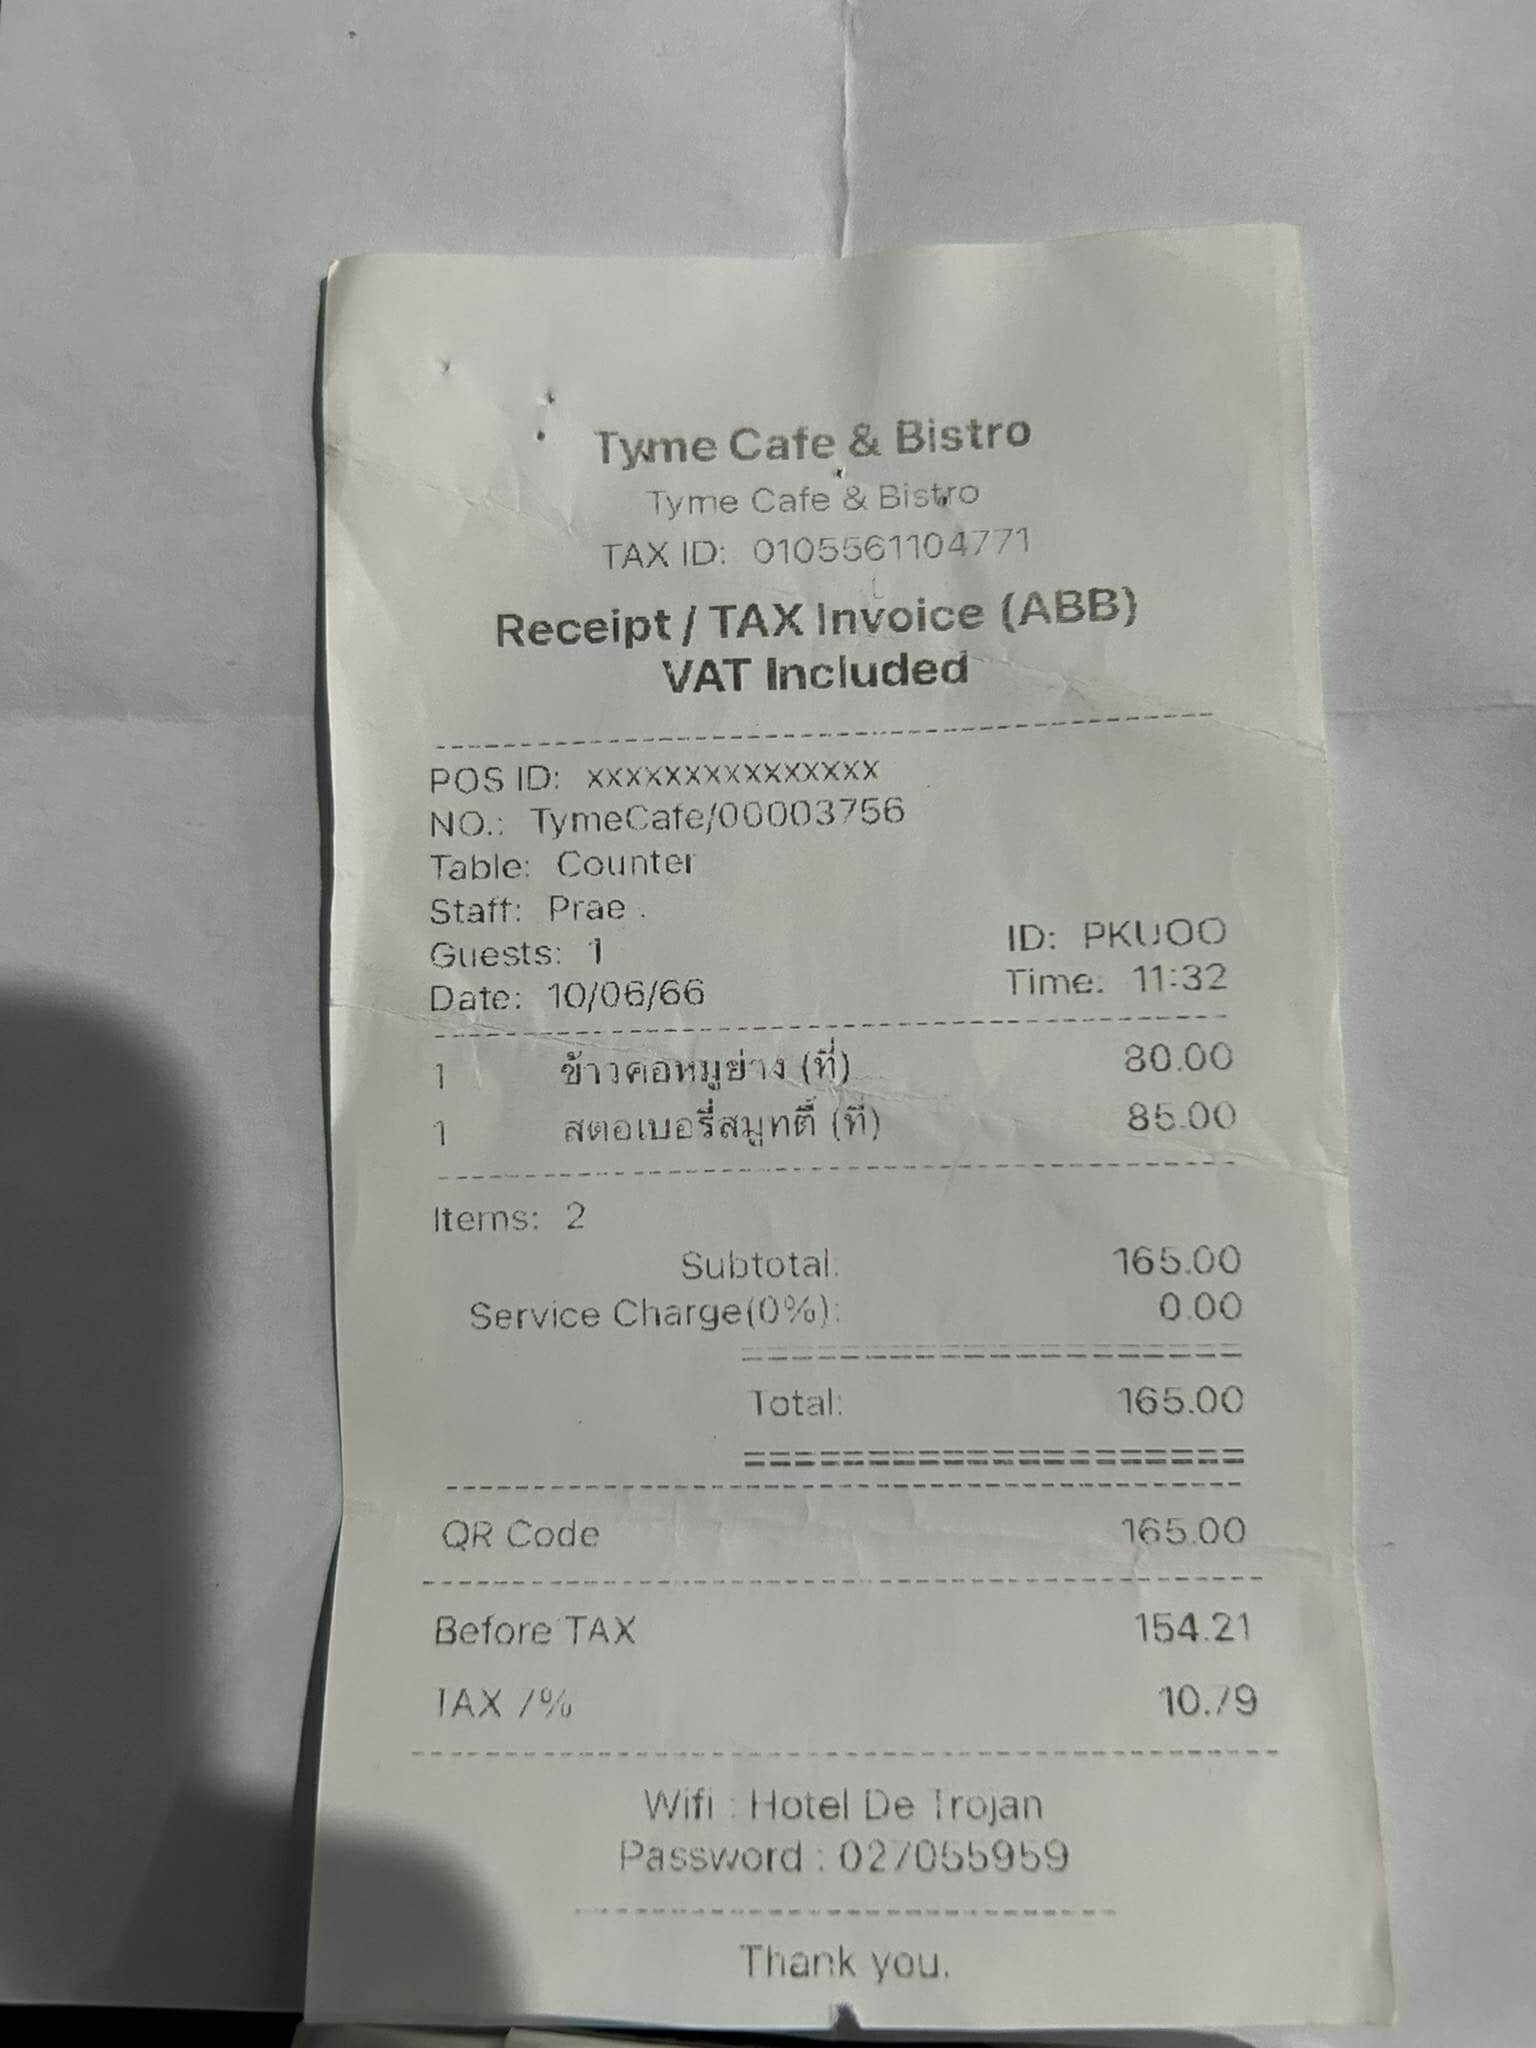 Tyme Cafe & Bistro
Tyme Cafe & Bistro
TAX ID: 0105561104771
Receipt / TAX Invoice (ABB)
VAT Included
POS ID: xxxxxxxxxxxxxxx
NO.: TymeCafe/00003756
Table: Counter
Staff: Prae .
Guests: 1 ID: PKUOO
Date: 10/06/66 Time: 11:32
1 ข้าวคอหมูย่าง (ที่) 80.00
1 สตอเบอรี่สมูทตี้ (ที่) 85.00
Items: 2
Subtotal: 165.00
Service Charge(0%): 0.00
Total: 165.00
QR Code 165.00
Before TAX 154.21
TAX 7% 10.79
Wifi : Hotel De Trojan
Password : 027055959
Thank you.